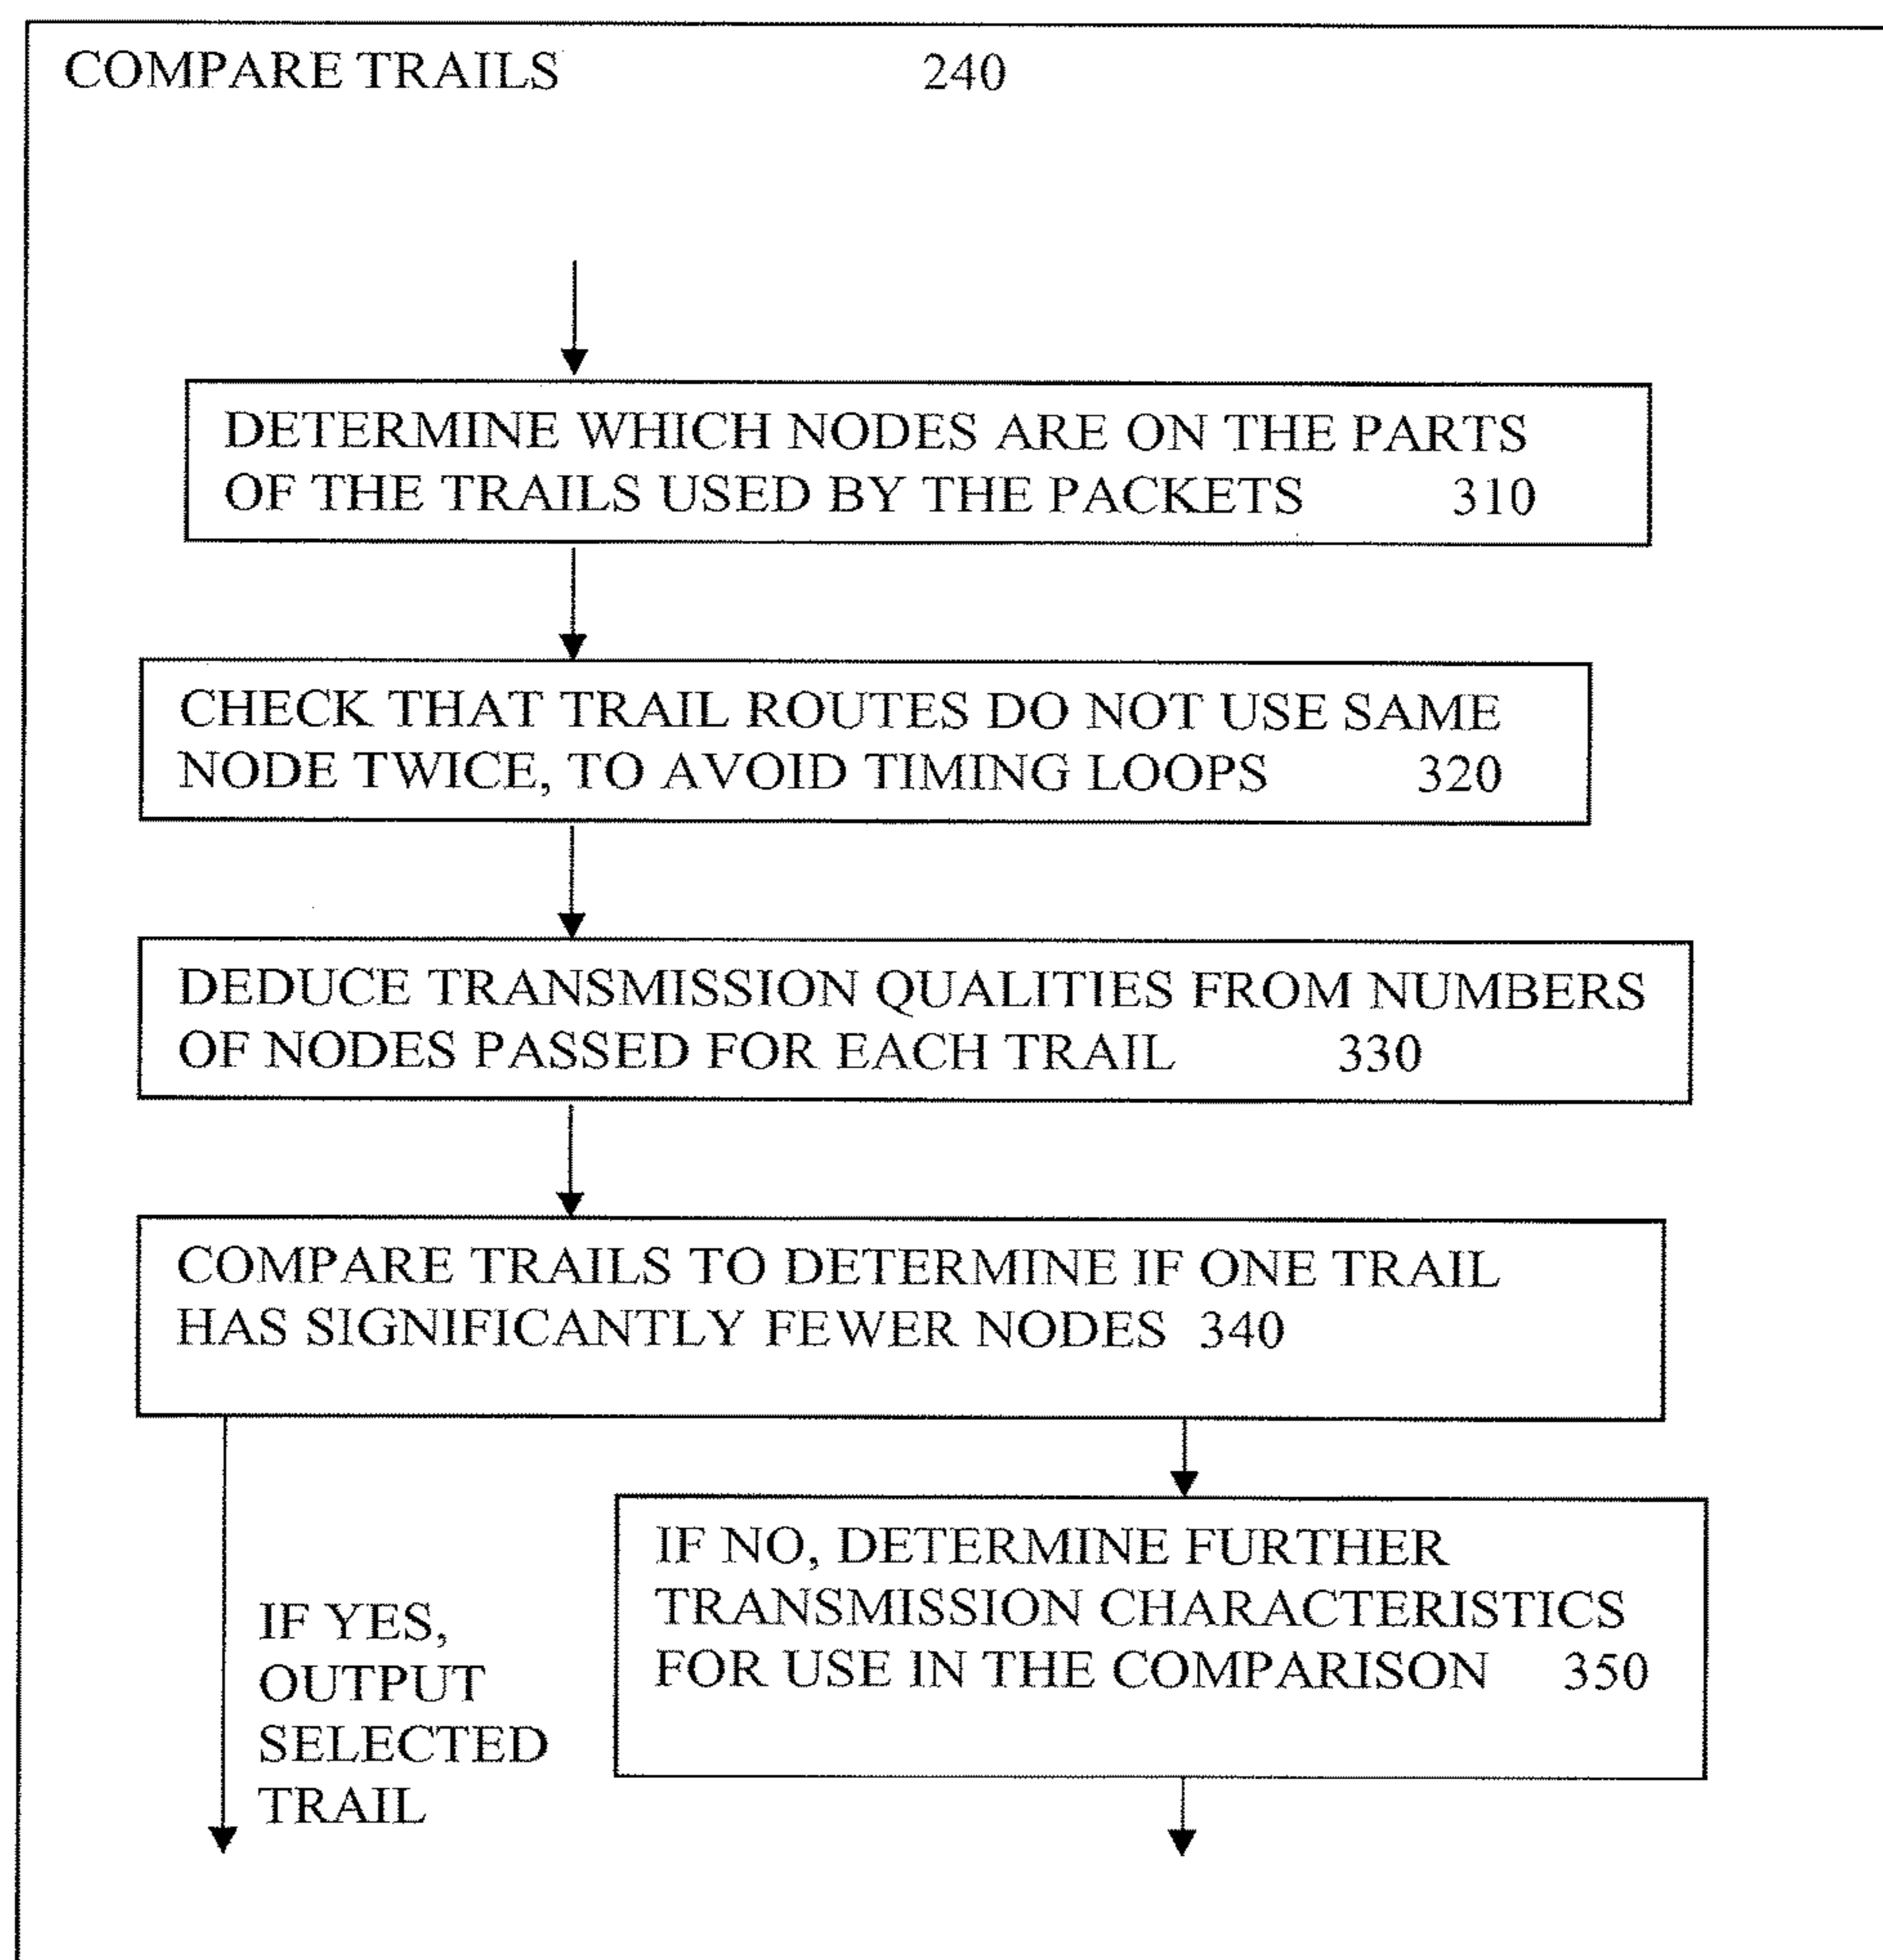 COMPARE TRAILS 240
DETERMINE WHICH NODES ARE ON THE PARTS
OF THE TRAILS USED BY THE PACKETS 310
CHECK THAT TRAIL ROUTES DO NOT USE SAME
NODE TWICE, TO AVOID TIMING LOOPS 320
DEDUCE TRANSMISSION QUALITIES FROM NUMBERS
OF NODES PASSED FOR EACH TRAIL 330
COMPARE TRAILS TO DETERMINE IF ONE TRAIL
HAS SIGNIFICANTLY FEWER NODES 340
IF YES,
OUTPUT
SELECTED
TRAIL
IF NO, DETERMINE FURTHER
TRANSMISSION CHARACTERISTICS
FOR USE IN THE COMPARISON 350